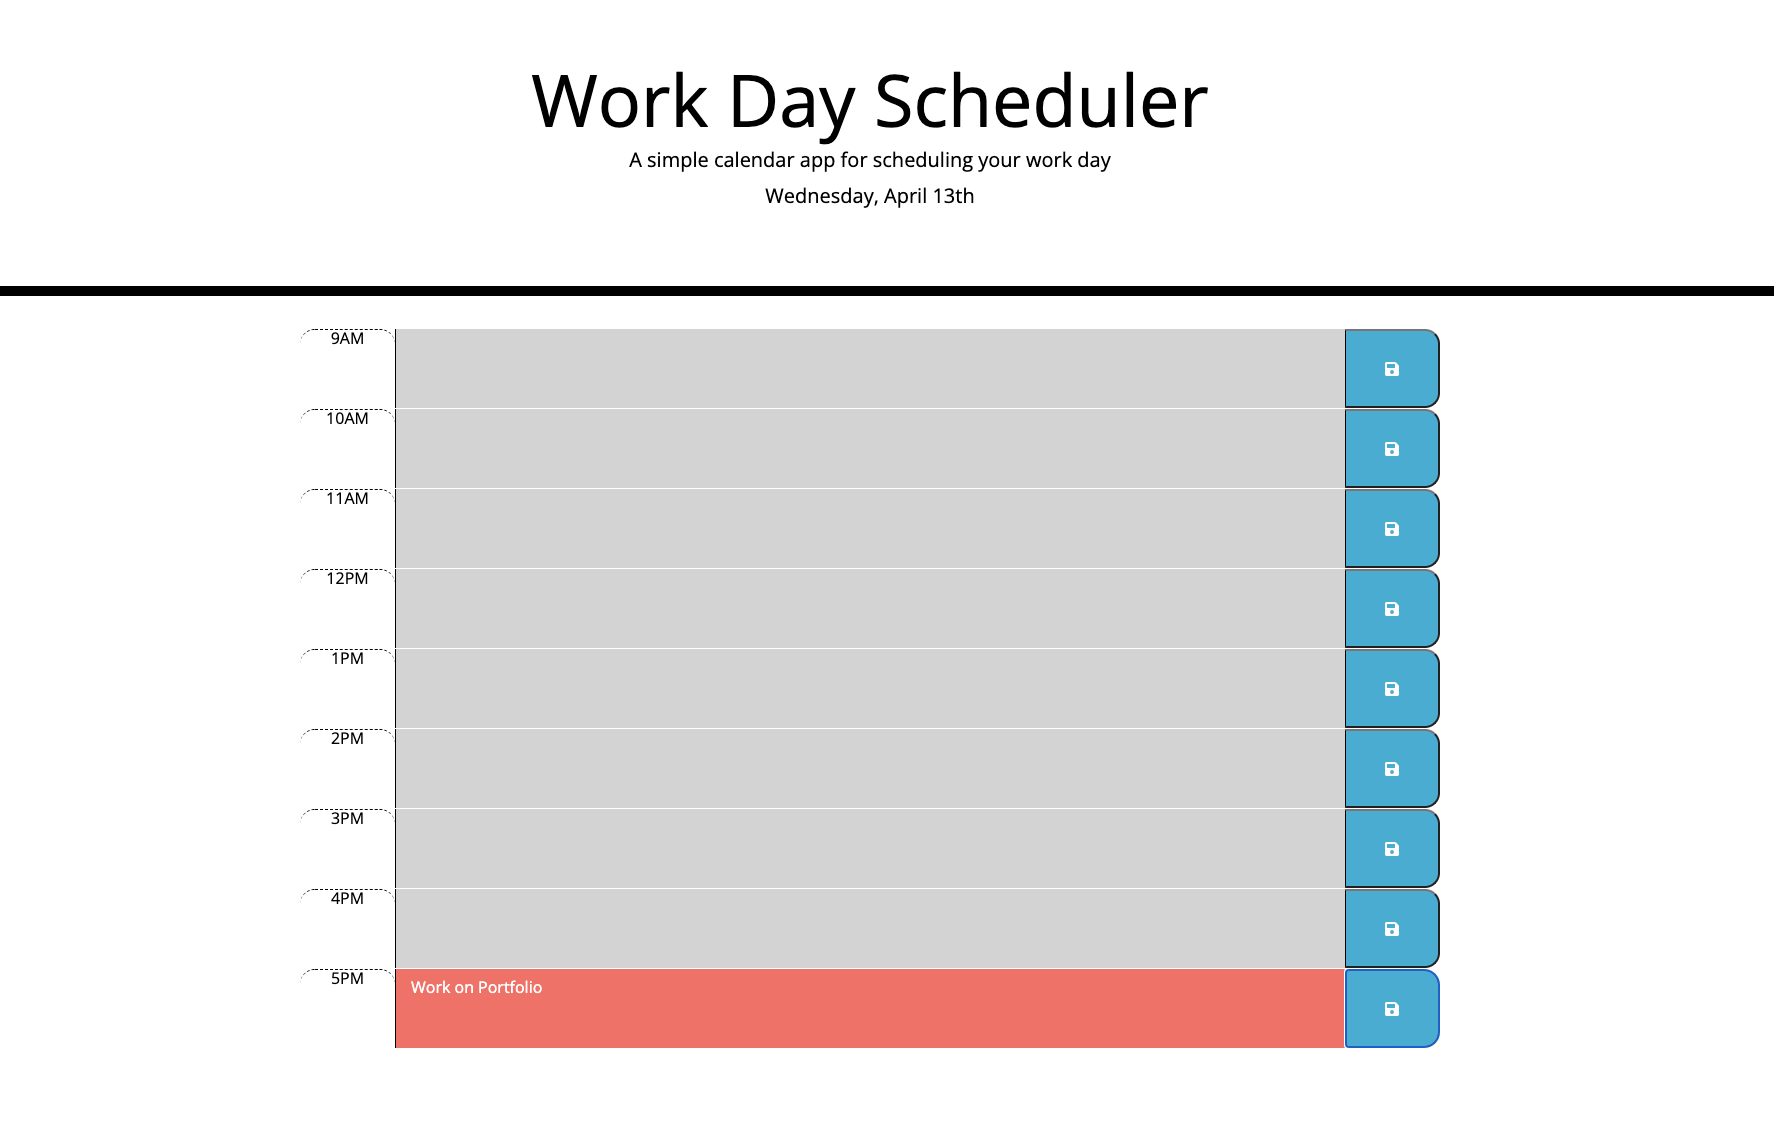 Work Day Scheduler
A simple calendar app for scheduling your work day
Wednesday, April 13th
9AM
10AM
11AM
12PM
1PM
2PM
3PM
4PM
5PM Work on Portfolio